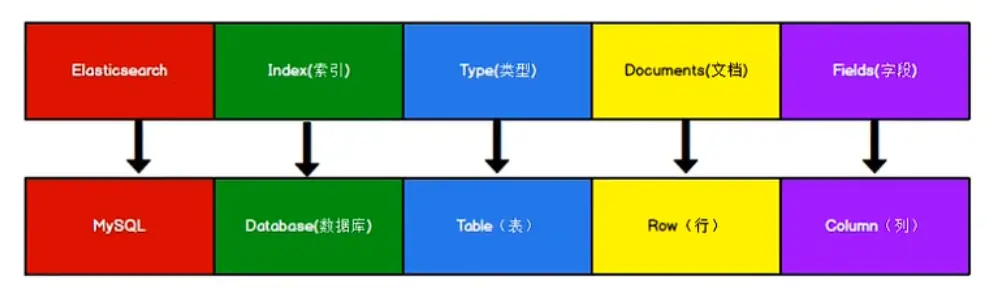 Elasticsearch
Index(索引)
Type(类型)
Documents(文档)
Fields(字段)
MySQL
Database(数据库)
Table（表）
Row（行）
Column（列）